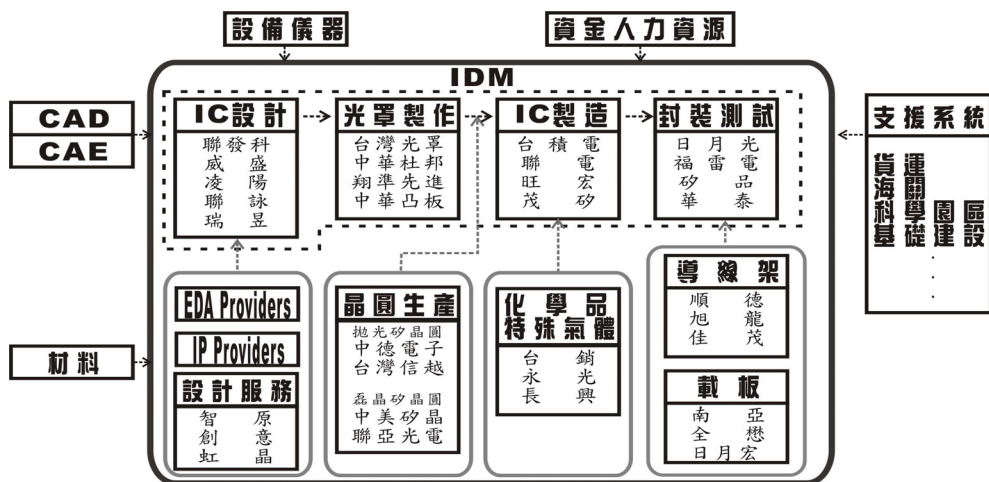 設備儀器
資金人力資源
IDM
CAD
CAE
材料
IC設計
聯發科
威盛
凌陽
聯詠
瑞昱
光罩製作
台灣光罩
中華杜邦
翔準先進
中華凸板
IC製造
台積電
聯電
旺宏
茂矽
封裝測試
日月光
福雷電
矽品
華泰
支援系統
貨運
海關
科學園區
基礎建設
EDA Providers
IP Providers
設計服務
智原
創意
虹晶
晶圓生產
拋光矽晶圓
中德電子
台灣信越
磊晶矽晶圓
中美矽晶
聯亞光電
化學品
特殊氣體
台銷
永光
長興
導線架
順德
旭龍
佳茂
載板
南亞
全懋
日月宏